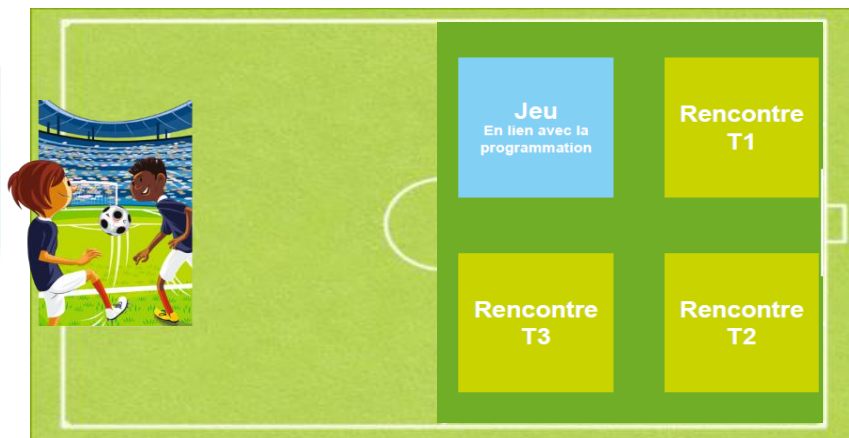 Jeu
En lien avec la
programmation
Rencontre
T1
Rencontre
T3
Rencontre
T2